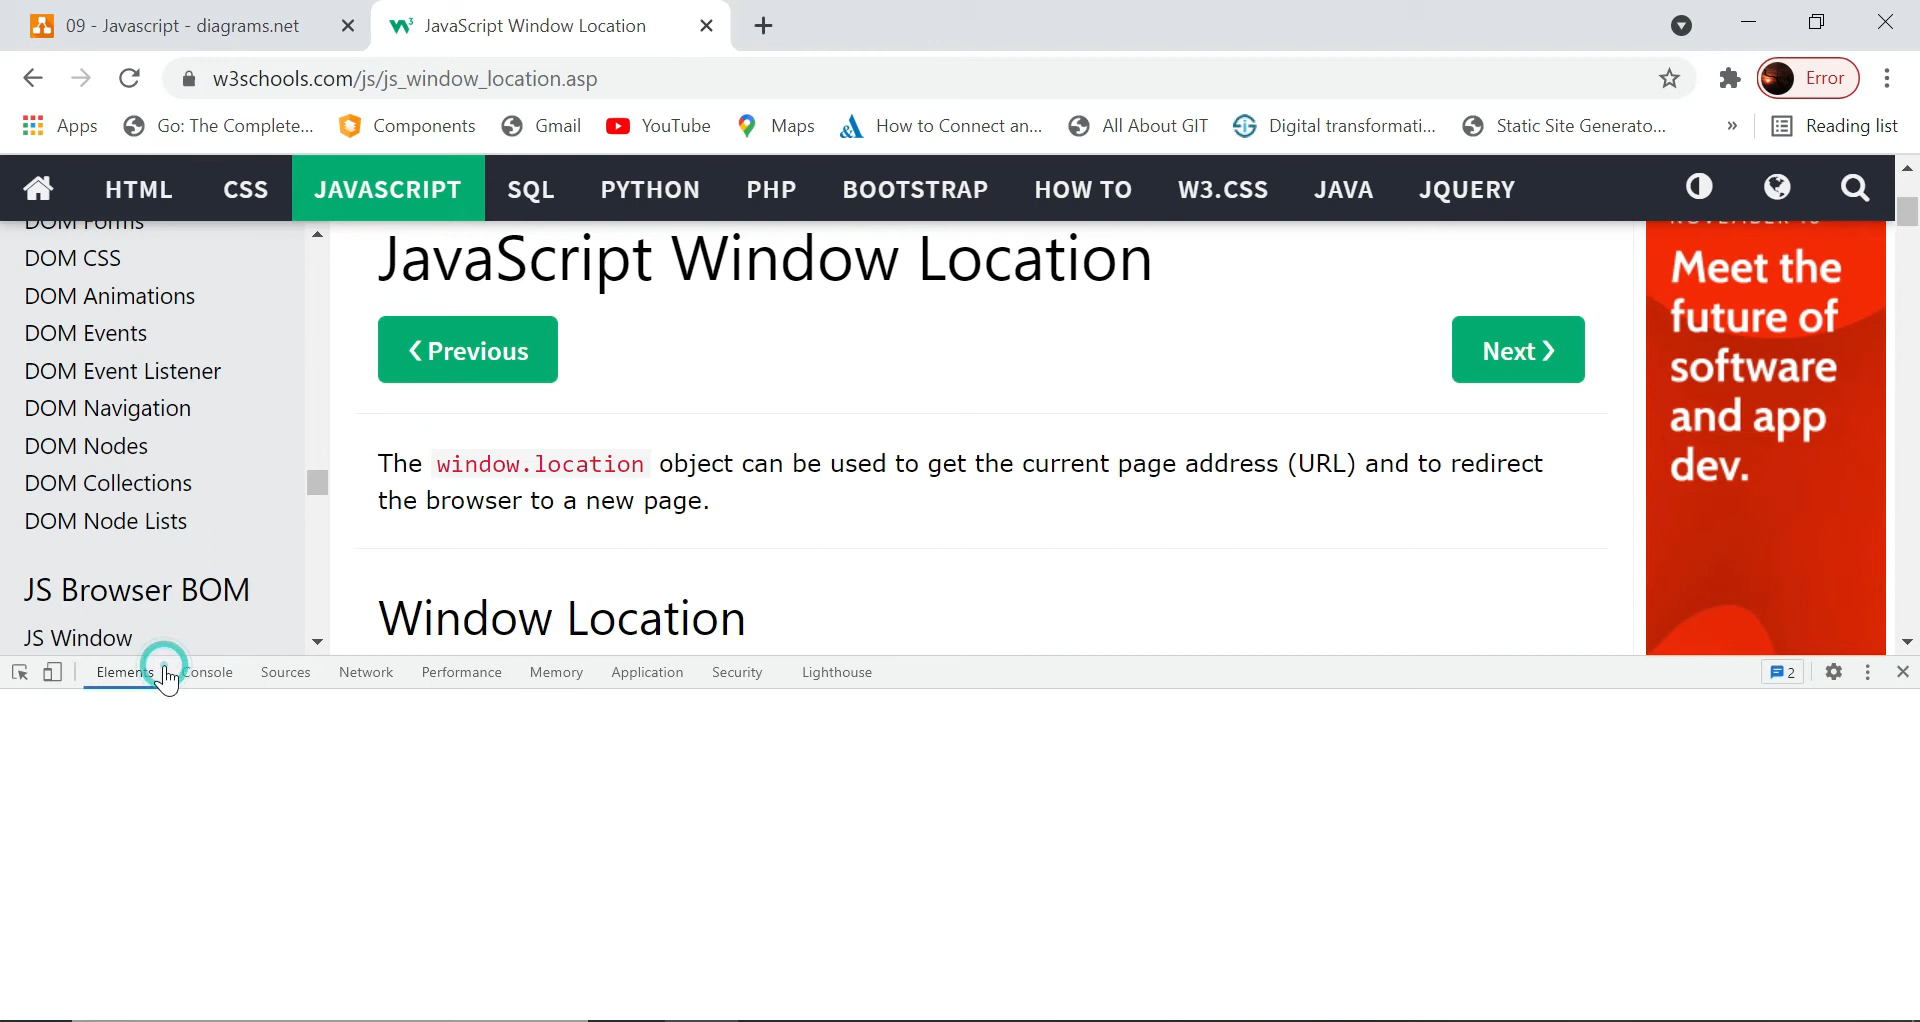 09 - Javascript - diagrams.net
JavaScript Window Location
w3schools.com/js/js_window_location.asp
Error
Apps
Go: The Complete...
Components
Gmail
YouTube
Maps
How to Connect an...
All About GIT
Digital transformati...
Static Site Generato...
»
Reading list
HTML
CSS
JAVASCRIPT
SQL
PYTHON
PHP
BOOTSTRAP
HOW TO
W3.CSS
JAVA
JQUERY
DOM Forms
DOM CSS
DOM Animations
DOM Events
DOM Event Listener
DOM Navigation
DOM Nodes
DOM Collections
DOM Node Lists
JS Browser BOM
JS Window
JavaScript Window Location
❮ Previous
Next ❯
The window.location object can be used to get the current page address (URL) and to redirect
the browser to a new page.
Window Location
Meet the
future of
software
and app
dev.
Elements
Console
Sources
Network
Performance
Memory
Application
Security
Lighthouse
2